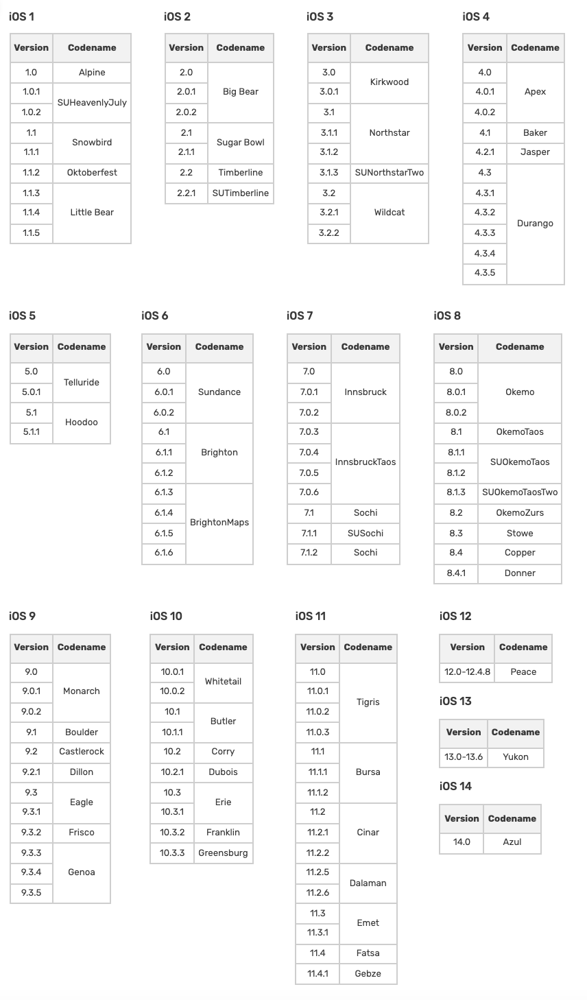 iOS 1
Version Codename
1.0 Alpine
1.0.1
SUHeavenlyJuly
1.0.2
1.1
Snowbird
1.1.1
1.1.2 Oktoberfest
1.1.3
1.1.4 Little Bear
1.1.5
iOS 2
Version Codename
2.0
2.0.1 Big Bear
2.0.2
2.1
Sugar Bowl
2.1.1
2.2 Timberline
2.2.1 SUTimberline
iOS 3
Version Codename
3.0
Kirkwood
3.0.1
3.1
3.1.1 Northstar
3.1.2
3.1.3 SUNorthstarTwo
3.2
3.2.1 Wildcat
3.2.2
iOS 4
Version Codename
4.0
4.0.1 Apex
4.0.2
4.1 Baker
4.2.1 Jasper
4.3
4.3.1
4.3.2
Durango
4.3.3
4.3.4
4.3.5
iOS 5
Version Codename
5.0
Telluride
5.0.1
5.1
Hoodoo
5.1.1
iOS 6
Version Codename
6.0
6.0.1 Sundance
6.0.2
6.1
6.1.1 Brighton
6.1.2
6.1.3
6.1.4
BrightonMaps
6.1.5
6.1.6
iOS 7
Version Codename
7.0
7.0.1 Innsbruck
7.0.2
7.0.3
7.0.4
InnsbruckTaos
7.0.5
7.0.6
7.1 Sochi
7.1.1 SUSochi
7.1.2 Sochi
iOS 8
Version Codename
8.0
8.0.1 Okemo
8.0.2
8.1 OkemoTaos
8.1.1
SUOkemoTaos
8.1.2
8.1.3 SUOkemoTaosTwo
8.2 OkemoZurs
8.3 Stowe
8.4 Copper
8.4.1 Donner
iOS 9
Version Codename
9.0
9.0.1 Monarch
9.0.2
9.1 Boulder
9.2 Castlerock
9.2.1 Dillon
9.3
Eagle
9.3.1
9.3.2 Frisco
9.3.3
9.3.4 Genoa
9.3.5
iOS 10
Version Codename
10.0.1
Whitetail
10.0.2
10.1
Butler
10.1.1
10.2 Corry
10.2.1 Dubois
10.3
Erie
10.3.1
10.3.2 Franklin
10.3.3 Greensburg
iOS 11
Version Codename
11.0
11.0.1
Tigris
11.0.2
11.0.3
11.1
11.1.1 Bursa
11.1.2
11.2
11.2.1 Cinar
11.2.2
11.2.5
Dalaman
11.2.6
11.3
Emet
11.3.1
11.4 Fatsa
11.4.1 Gebze
iOS 12
Version Codename
12.0-12.4.8 Peace
iOS 13
Version Codename
13.0-13.6 Yukon
iOS 14
Version Codename
14.0 Azul